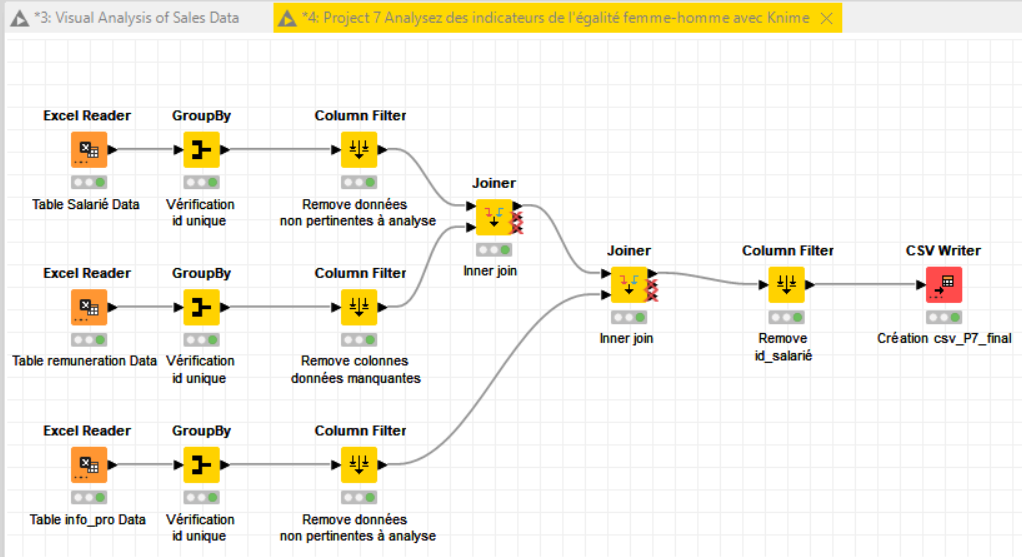 *3: Visual Analysis of Sales Data
*4: Project 7 Analysez des indicateurs de l'égalité femme-homme avec Knime
Excel Reader
GroupBy
Column Filter
Table Salarié Data
Vérification
id unique
Remove données
non pertinentes à analyse
Joiner
Inner join
Excel Reader
GroupBy
Column Filter
Table remuneration Data
Vérification
id unique
Remove colonnes
données manquantes
Joiner
Inner join
Column Filter
Remove
id_salarié
CSV Writer
Création csv_P7_final
Excel Reader
GroupBy
Column Filter
Table info_pro Data
Vérification
id unique
Remove données
non pertinentes à analyse